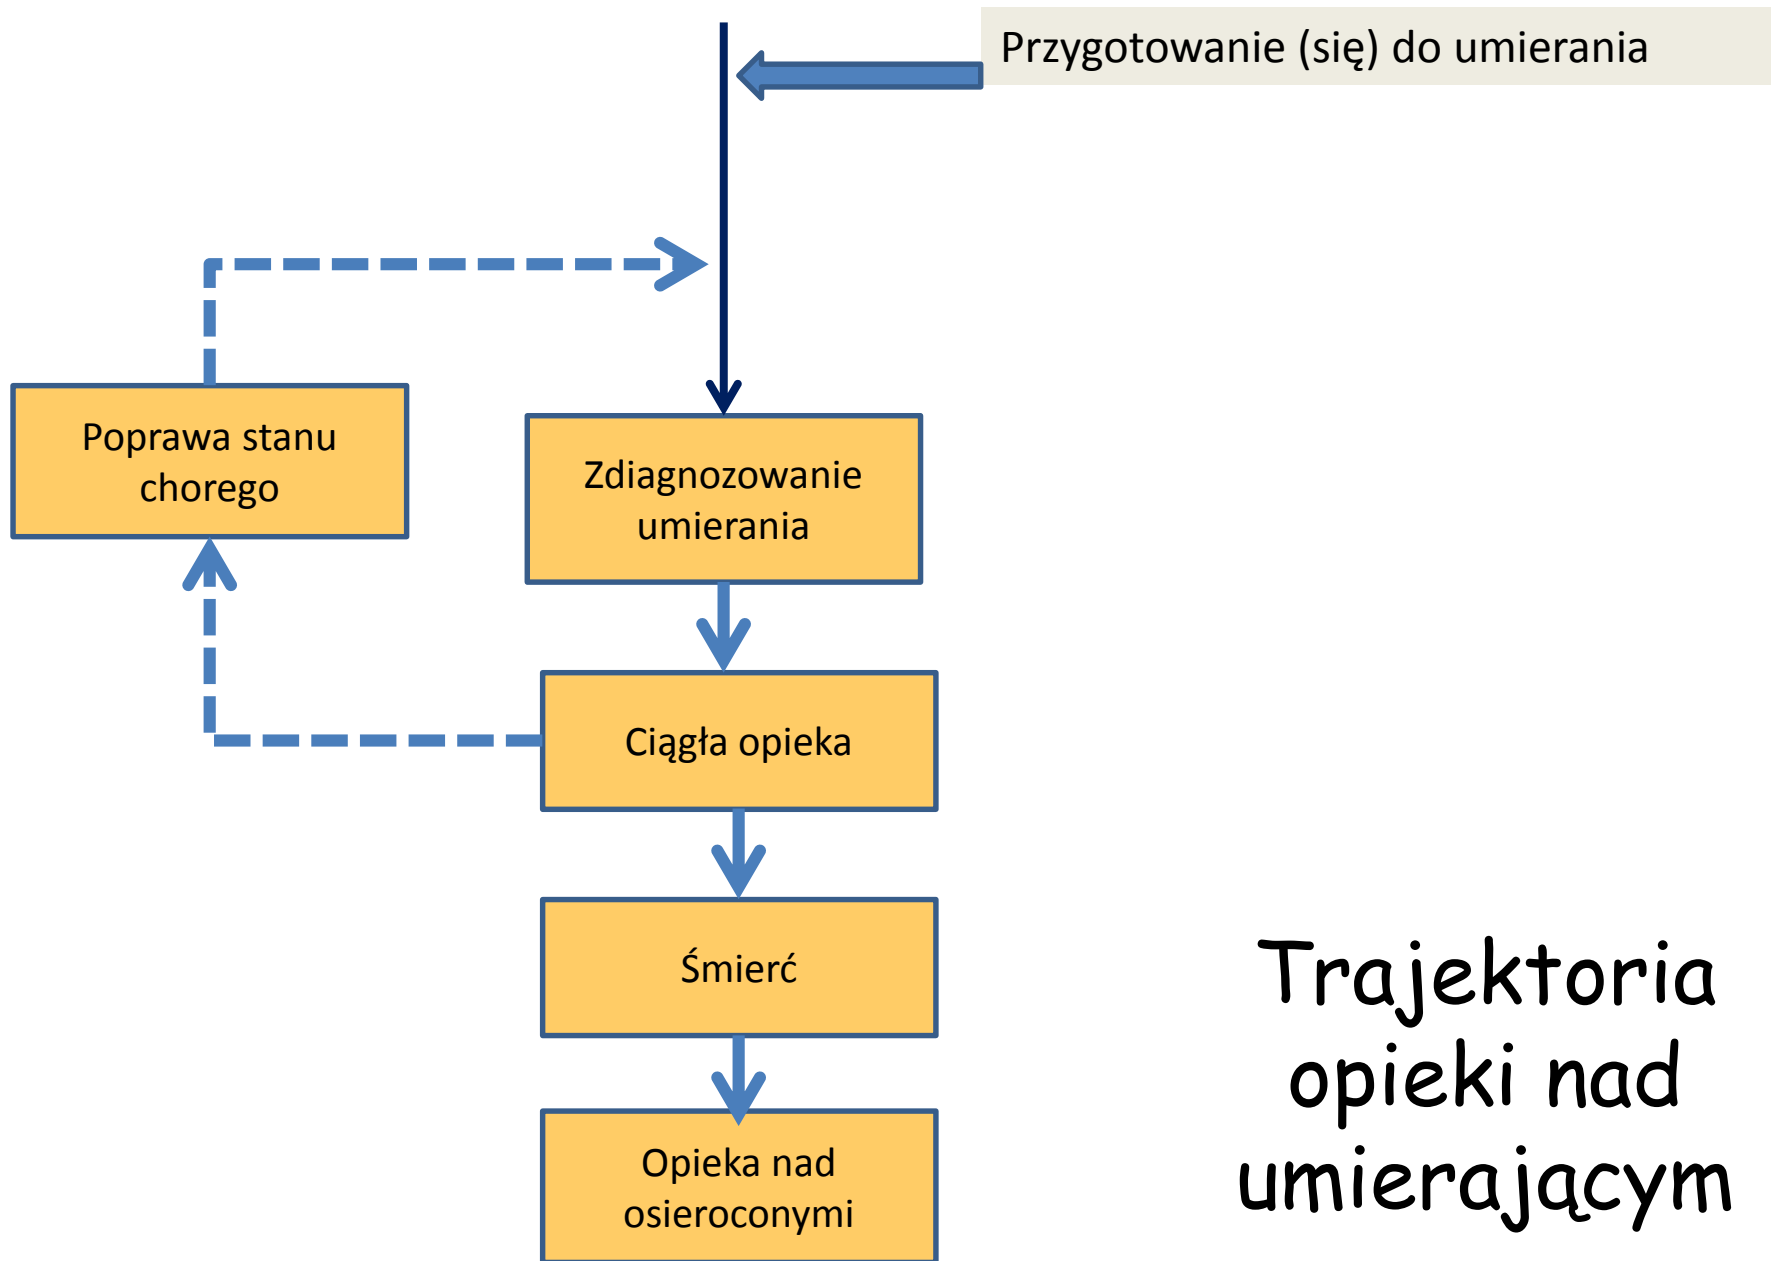 Przygotowanie (się) do umierania
Poprawa stanu
chorego
Zdiagnozowanie
umierania
Ciągła opieka
Śmierć
Opieka nad
osieroconymi
Trajektoria
opieki nad
umierającym